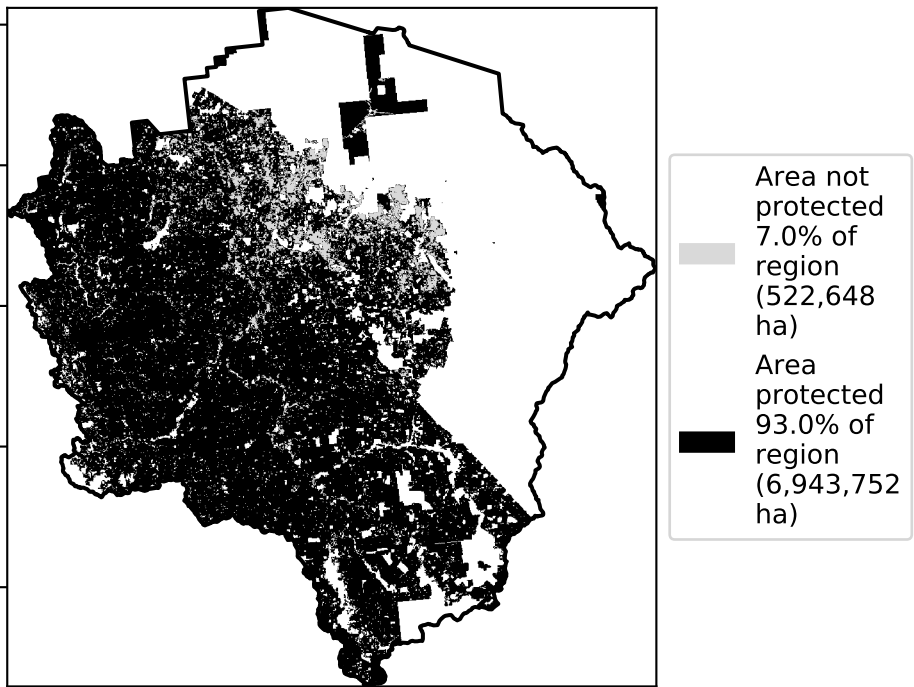 Area not
protected
7.0% of
region
(522,648
ha)
Area
protected
93.0% of
region
(6,943,752
ha)